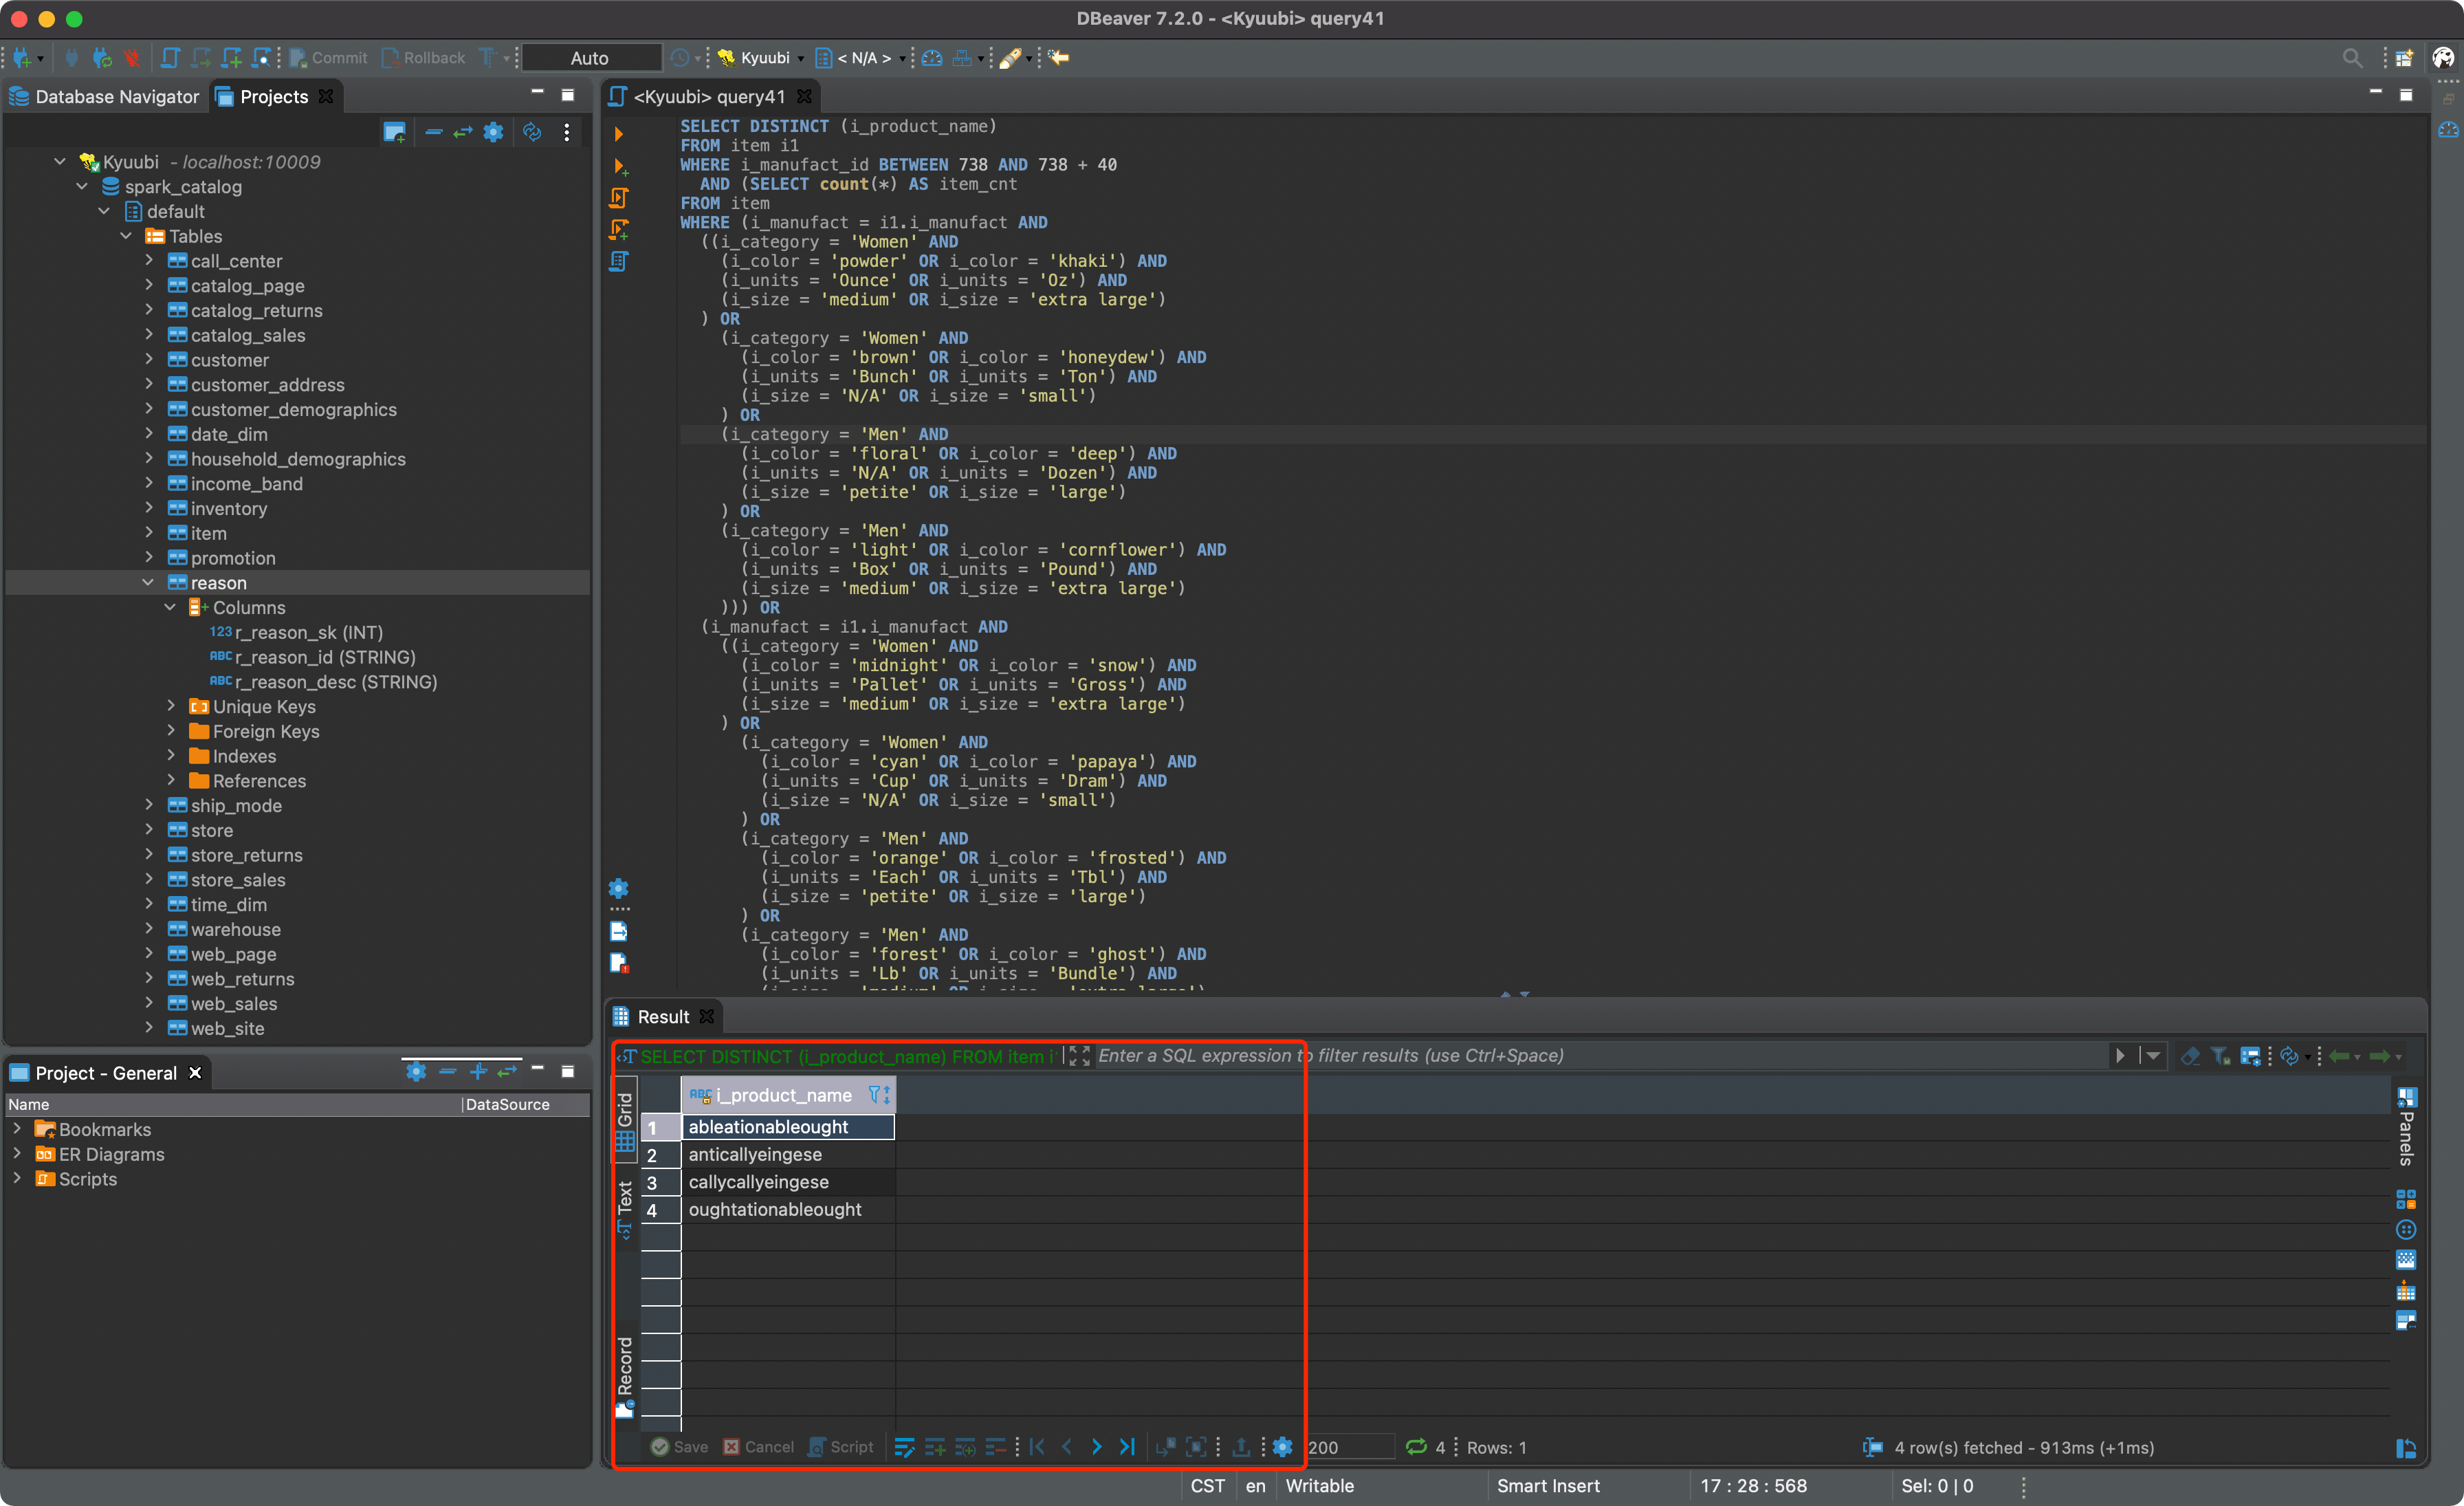 DBeaver 7.2.0 - <Kyuubi> query41
Commit Rollback Auto Kyuubi < N/A >
Database Navigator Projects
Kyuubi - localhost:10009
spark_catalog
default
Tables
call_center
catalog_page
catalog_returns
catalog_sales
customer
customer_address
customer_demographics
date_dim
household_demographics
income_band
inventory
item
promotion
reason
Columns
123 r_reason_sk (INT)
ABC r_reason_id (STRING)
ABC r_reason_desc (STRING)
Unique Keys
Foreign Keys
Indexes
References
ship_mode
store
store_returns
store_sales
time_dim
warehouse
web_page
web_returns
web_sales
web_site
Project - General
Name DataSource
Bookmarks
ER Diagrams
Scripts
<Kyuubi> query41
SELECT DISTINCT (i_product_name)
FROM item i1
WHERE i_manufact_id BETWEEN 738 AND 738 + 40
AND (SELECT count(*) AS item_cnt
FROM item
WHERE (i_manufact = i1.i_manufact AND
((i_category = 'Women' AND
(i_color = 'powder' OR i_color = 'khaki') AND
(i_units = 'Ounce' OR i_units = 'Oz') AND
(i_size = 'medium' OR i_size = 'extra large')
) OR
(i_category = 'Women' AND
(i_color = 'brown' OR i_color = 'honeydew') AND
(i_units = 'Bunch' OR i_units = 'Ton') AND
(i_size = 'N/A' OR i_size = 'small')
) OR
(i_category = 'Men' AND
(i_color = 'floral' OR i_color = 'deep') AND
(i_units = 'N/A' OR i_units = 'Dozen') AND
(i_size = 'petite' OR i_size = 'large')
) OR
(i_category = 'Men' AND
(i_color = 'light' OR i_color = 'cornflower') AND
(i_units = 'Box' OR i_units = 'Pound') AND
(i_size = 'medium' OR i_size = 'extra large')
))) OR
(i_manufact = i1.i_manufact AND
((i_category = 'Women' AND
(i_color = 'midnight' OR i_color = 'snow') AND
(i_units = 'Pallet' OR i_units = 'Gross') AND
(i_size = 'medium' OR i_size = 'extra large')
) OR
(i_category = 'Women' AND
(i_color = 'cyan' OR i_color = 'papaya') AND
(i_units = 'Cup' OR i_units = 'Dram') AND
(i_size = 'N/A' OR i_size = 'small')
) OR
(i_category = 'Men' AND
(i_color = 'orange' OR i_color = 'frosted') AND
(i_units = 'Each' OR i_units = 'Tbl') AND
(i_size = 'petite' OR i_size = 'large')
) OR
(i_category = 'Men' AND
(i_color = 'forest' OR i_color = 'ghost') AND
(i_units = 'Lb' OR i_units = 'Bundle') AND
Result
SELECT DISTINCT (i_product_name) FROM item i Enter a SQL expression to filter results (use Ctrl+Space)
Grid
Text
Record
ABC i_product_name
1 ableationableought
2 anticallyeingese
3 callycallyeingese
4 oughtationableought
Panels
Save Cancel Script 200 4 Rows: 1 4 row(s) fetched - 913ms (+1ms)
CST en Writable Smart Insert 17 : 28 : 568 Sel: 0 | 0